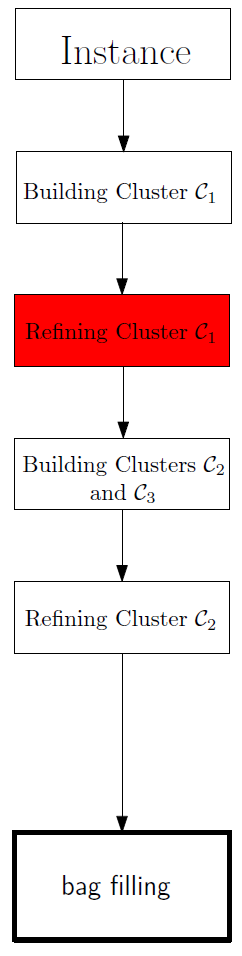 Instance
Building Cluster 𝒞₁
Refining Cluster 𝒞₁
Building Clusters 𝒞₂
and 𝒞₃
Refining Cluster 𝒞₂
bag filling